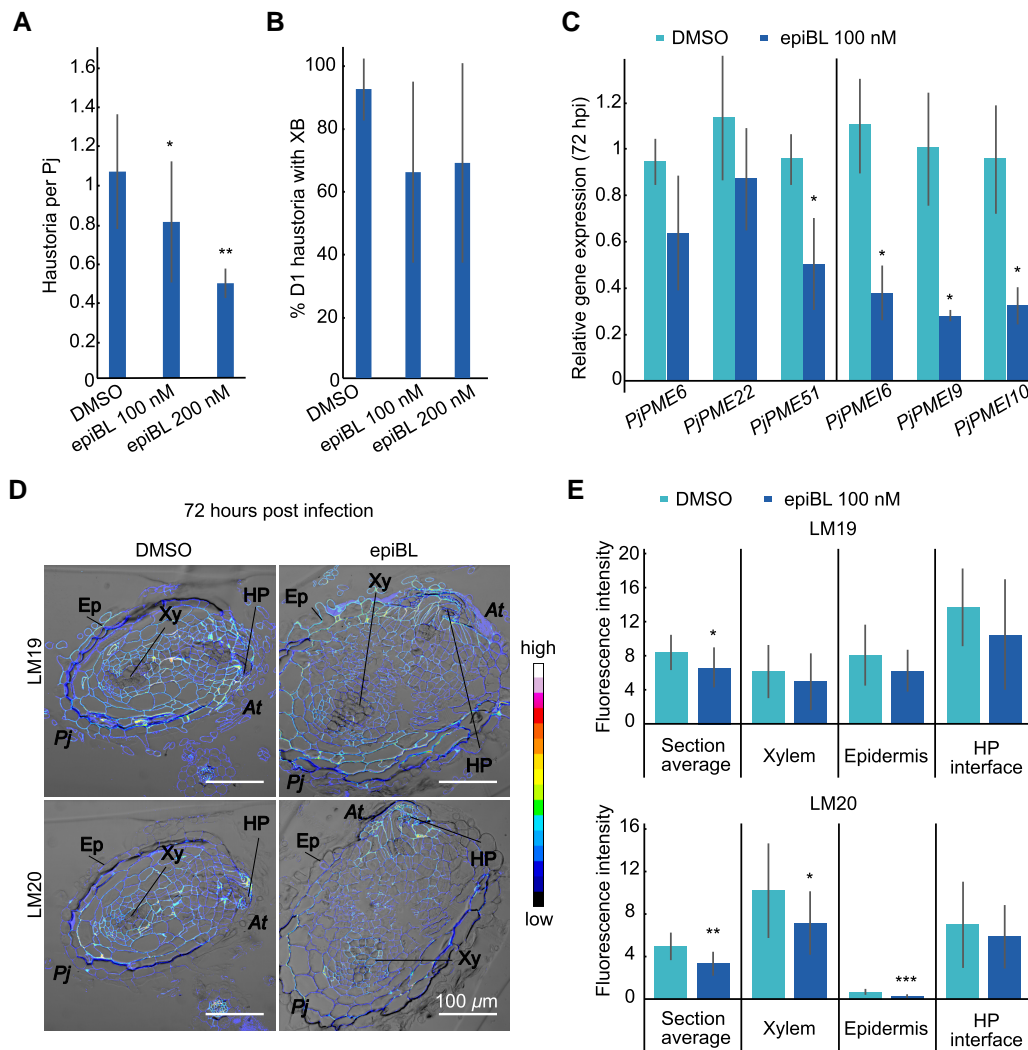 A
Haustoria per Pj
1.6
1.4
1.2
1
0.8
0.6
0.4
0.2
0
*
**
DMSO
epiBL 100 nM
epiBL 200 nM
B
% D1 haustoria with XB
100
80
60
40
20
0
DMSO
epiBL 100 nM
epiBL 200 nM
C
DMSO
epiBL 100 nM
Relative gene expression (72 hpi)
1.2
1
0.8
0.6
0.4
0.2
0
*
*
*
*
PjPME6
PjPME22
PjPME51
PjPMEI6
PjPMEI9
PjPMEI10
D
72 hours post infection
DMSO
epiBL
LM19
Ep
Xy
HP
At
Pj
Ep
Xy
At
HP
Pj
LM20
Ep
Xy
HP
At
Pj
At
Ep
HP
Xy
Pj
100 µm
high
low
E
DMSO
epiBL 100 nM
LM19
Fluorescence intensity
20
16
12
8
4
0
*
Section average
Xylem
Epidermis
HP interface
LM20
Fluorescence intensity
16
12
8
4
0
**
*
***
Section average
Xylem
Epidermis
HP interface